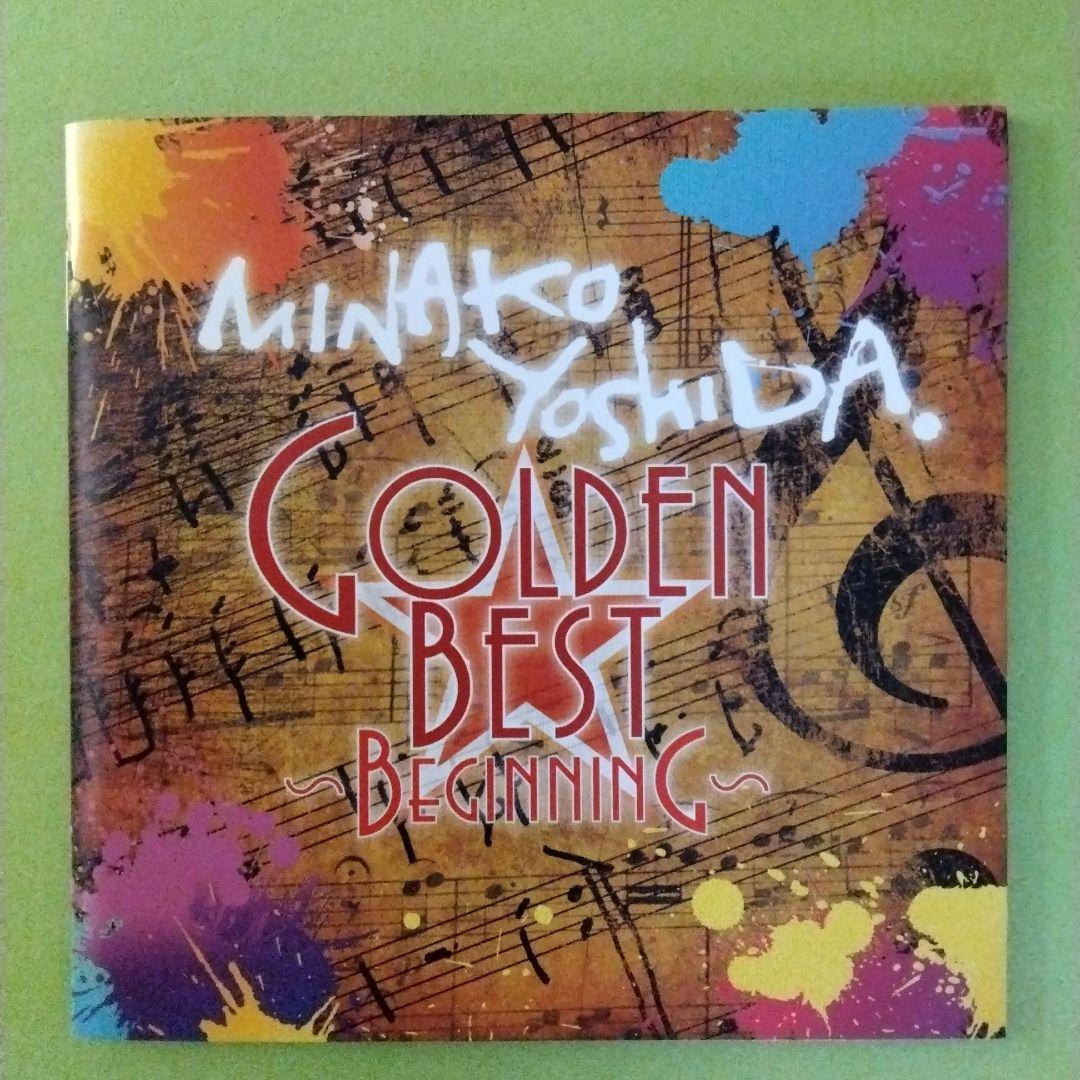 MINAKO
YOSHIDA.
GOLDEN
BEST
～BEGINNING～